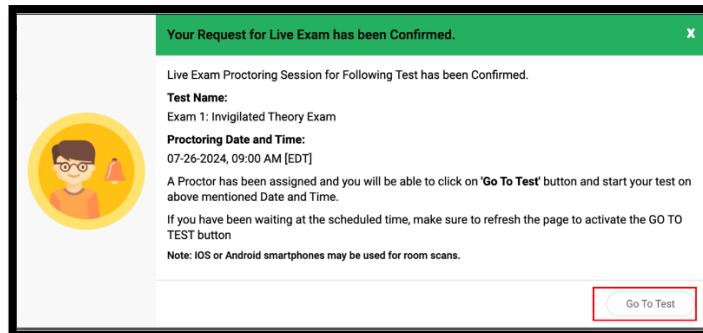 Your Request for Live Exam has been Confirmed.
X
Live Exam Proctoring Session for Following Test has been Confirmed.
Test Name:
Exam 1: Invigilated Theory Exam
Proctoring Date and Time:
07-26-2024, 09:00 AM [EDT]
A Proctor has been assigned and you will be able to click on 'Go To Test' button and start your test on
above mentioned Date and Time.
If you have been waiting at the scheduled time, make sure to refresh the page to activate the GO TO
TEST button
Note: IOS or Android smartphones may be used for room scans.
Go To Test